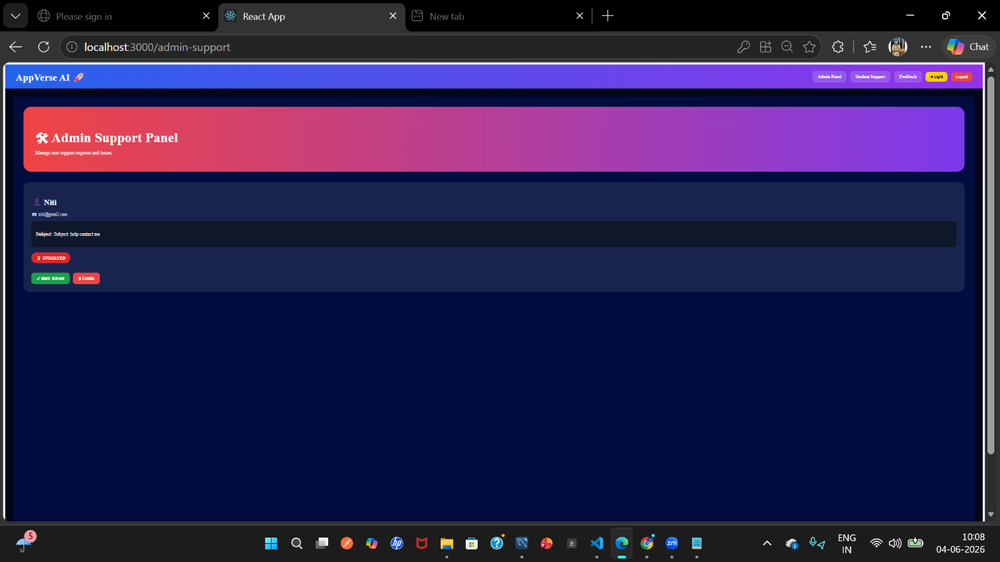 Please sign in
React App
New tab
localhost:3000/admin-support
Chat
AppVerse AI 🚀
Admin Panel
Student Support
Feedback
Light
Logout
🛠 Admin Support Panel
Manage user support requests and issues.
👤 Niti
📧 niti@gmail.com
Subject: Subject: help contact me
⏳ UNSOLVED
✓ Mark Solved
🗑 Delete
5
E
ENG
IN
10:08
04-06-2026
hp
zm